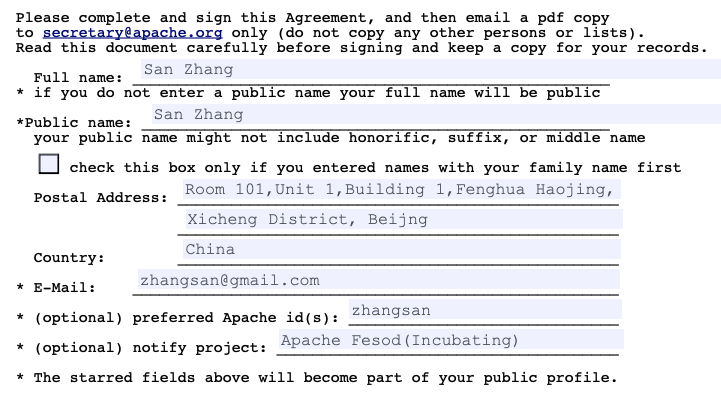 Please complete and sign this Agreement, and then email a pdf copy
to secretary@apache.org only (do not copy any other persons or lists).
Read this document carefully before signing and keep a copy for your records.
Full name: San Zhang
* if you do not enter a public name your full name will be public
*Public name: San Zhang
your public name might not include honorific, suffix, or middle name
check this box only if you entered names with your family name first
Postal Address: Room 101,Unit 1,Building 1,Fenghua Haojing,
Xicheng District, Beijng
Country: China
* E-Mail: zhangsan@gmail.com
* (optional) preferred Apache id(s): zhangsan
* (optional) notify project: Apache Fesod(Incubating)
* The starred fields above will become part of your public profile.